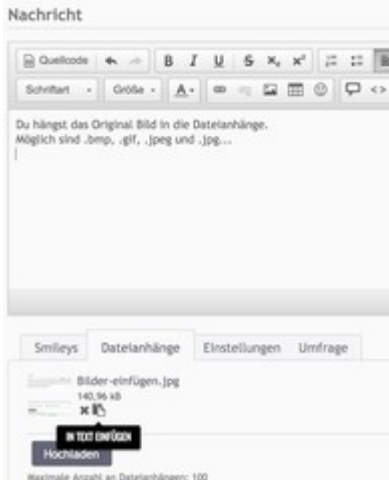 Nachricht
Quellcode B I U S x₂ x²
Schriftart Größe A
Du hängst das Original Bild in die Dateianhänge.
Möglich sind .bmp, .gif, .jpeg und .jpg...
Smileys Dateianhänge Einstellungen Umfrage
Bilder-einfügen.jpg
140,96 kB
IN TEXT EINFÜGEN
Hochladen
Maximale Anzahl an Dateianhängen: 100